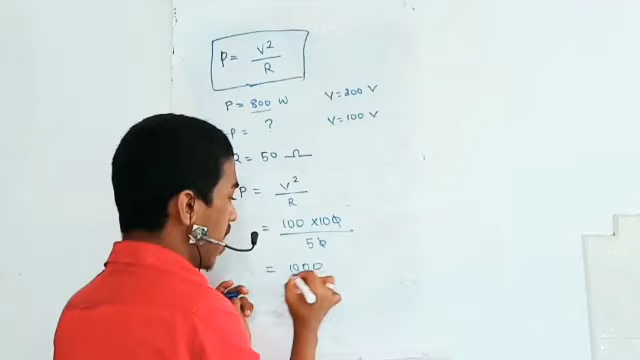 P = V² / R
P = 800 W V = 200 V
P = ? V = 100 V
R = 50 Ω
P = V² / R
= 100 × 100 / 50
= 1000